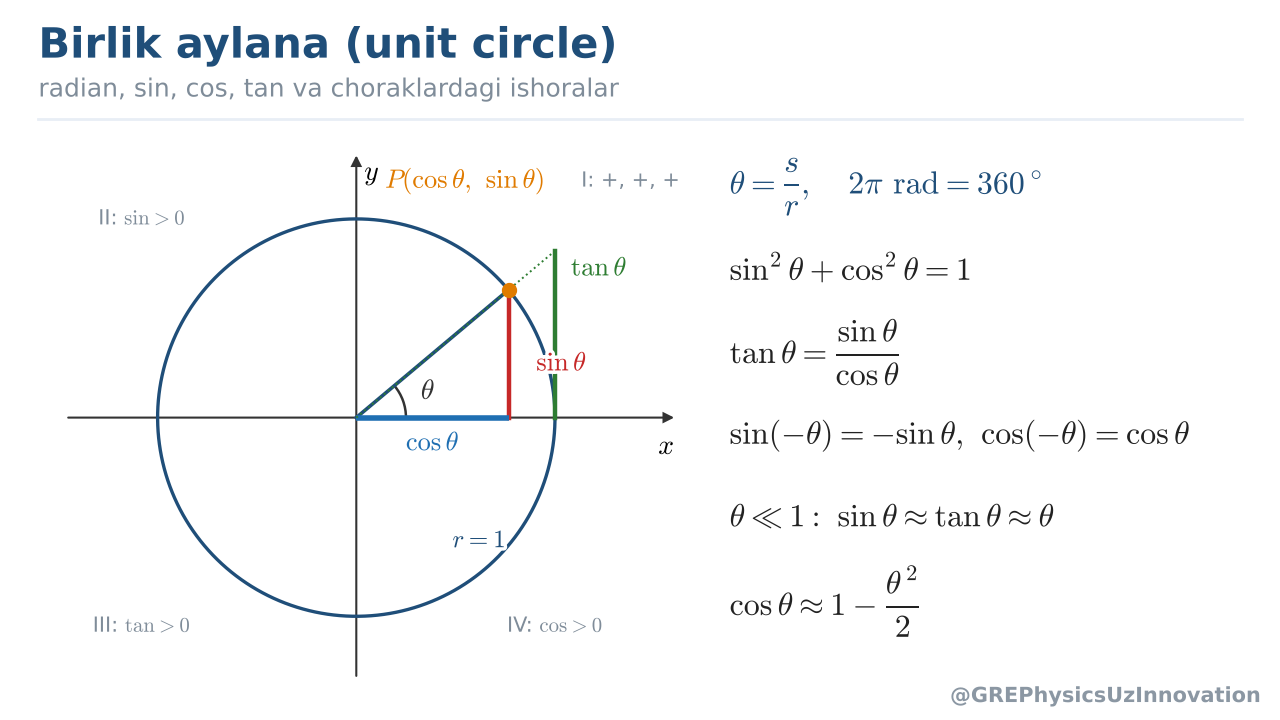 Birlik aylana (unit circle)
radian, sin, cos, tan va choraklardagi ishoralar
y P(cos θ, sin θ) I: +, +, +
II: sin > 0
tan θ
sin θ
θ
cos θ
x
r = 1
III: tan > 0
IV: cos > 0
θ = s/r, 2π rad = 360°
sin² θ + cos² θ = 1
tan θ = sin θ / cos θ
sin(−θ) = −sin θ, cos(−θ) = cos θ
θ ≪ 1 : sin θ ≈ tan θ ≈ θ
cos θ ≈ 1 − θ²/2
@GREPhysicsUzInnovation